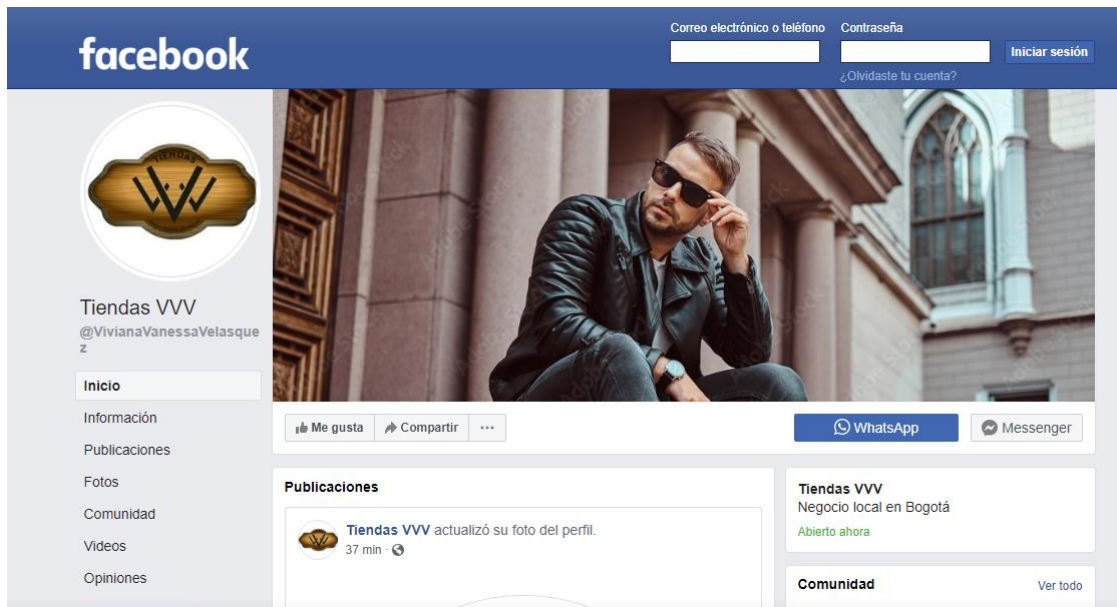 facebook
Correo electrónico o teléfono
Contraseña
Iniciar sesión
¿Olvidaste tu cuenta?
TIENDAS
VVV
Tiendas VVV
@VivianaVanessaVelasque
z
Inicio
Información
Publicaciones
Fotos
Comunidad
Videos
Opiniones
Me gusta
Compartir
···
WhatsApp
Messenger
Publicaciones
Tiendas VVV actualizó su foto del perfil.
37 min ·
Tiendas VVV
Negocio local en Bogotá
Abierto ahora
Comunidad
Ver todo